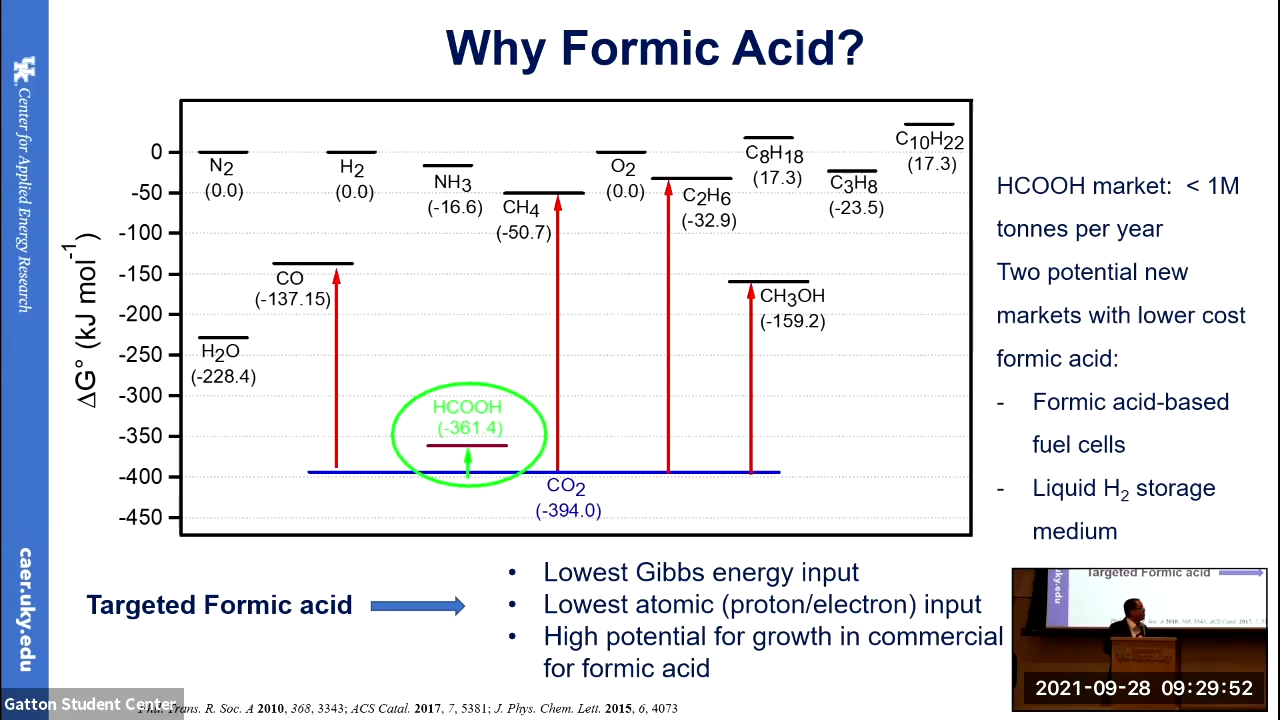 Why Formic Acid?
UK Center for Applied Energy Research
caer.uky.edu
ΔG° (kJ mol-1)
0
-50
-100
-150
-200
-250
-300
-350
-400
-450
N2
(0.0)
H2
(0.0)
NH3
(-16.6)
CH4
(-50.7)
O2
(0.0)
C2H6
(-32.9)
C8H18
(17.3)
C3H8
(-23.5)
C10H22
(17.3)
CO
(-137.15)
H2O
(-228.4)
CH3OH
(-159.2)
HCOOH
(-361.4)
CO2
(-394.0)
HCOOH market: < 1M
tonnes per year
Two potential new
markets with lower cost
formic acid:
- Formic acid-based
fuel cells
- Liquid H2 storage
medium
Targeted Formic acid
• Lowest Gibbs energy input
• Lowest atomic (proton/electron) input
• High potential for growth in commercial
for formic acid
Trans. R. Soc. A 2010, 368, 3343; ACS Catal. 2017, 7, 5381; J. Phys. Chem. Lett. 2015, 6, 4073
Gatton Student Center
Targeted Formic acid
uky.edu
2021-09-28 09:29:52